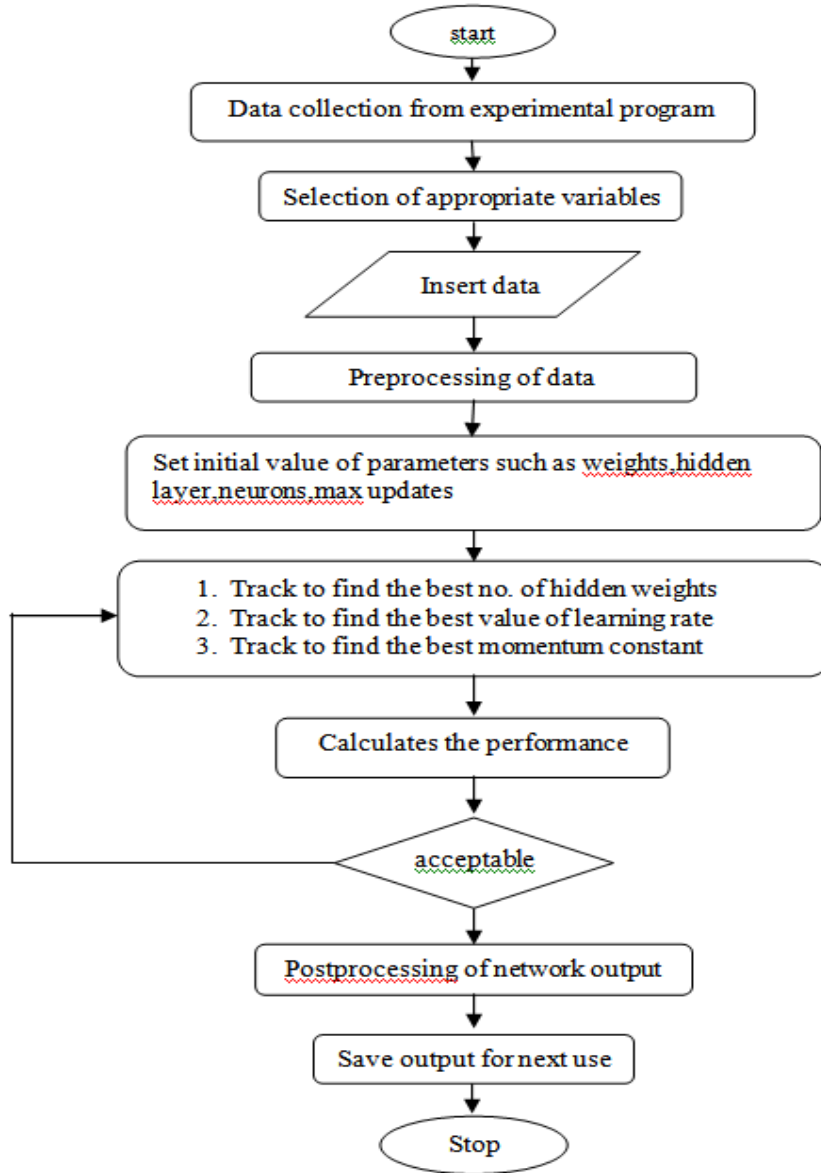 start
Data collection from experimental program
Selection of appropriate variables
Insert data
Preprocessing of data
Set initial value of parameters such as weights,hidden
layer,neurons,max updates
1. Track to find the best no. of hidden weights
2. Track to find the best value of learning rate
3. Track to find the best momentum constant
Calculates the performance
acceptable
Postprocessing of network output
Save output for next use
Stop